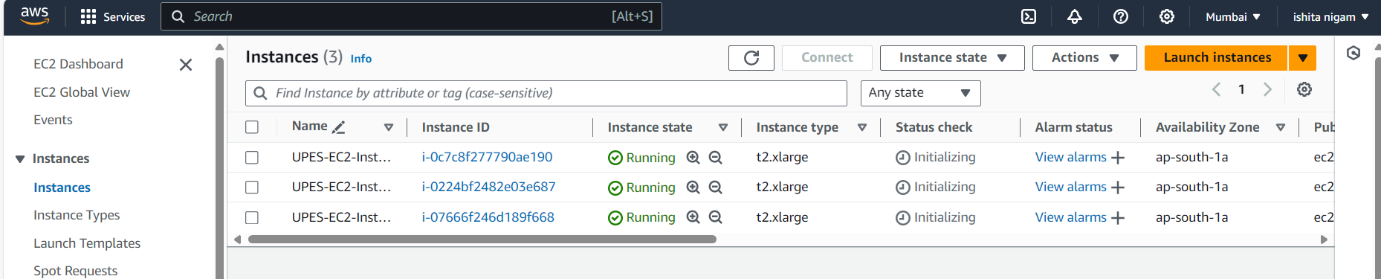 aws Services Search [Alt+S] Mumbai ishita nigam
EC2 Dashboard
EC2 Global View
Events
Instances
Instances
Instance Types
Launch Templates
Spot Requests
Instances (3) Info Connect Instance state Actions Launch instances
Find Instance by attribute or tag (case-sensitive) Any state 1
Name Instance ID Instance state Instance type Status check Alarm status Availability Zone Pub
UPES-EC2-Inst... i-0c7c8f277790ae190 Running t2.xlarge Initializing View alarms + ap-south-1a ec2
UPES-EC2-Inst... i-0224bf2482e03e687 Running t2.xlarge Initializing View alarms + ap-south-1a ec2
UPES-EC2-Inst... i-07666f246d189f668 Running t2.xlarge Initializing View alarms + ap-south-1a ec2